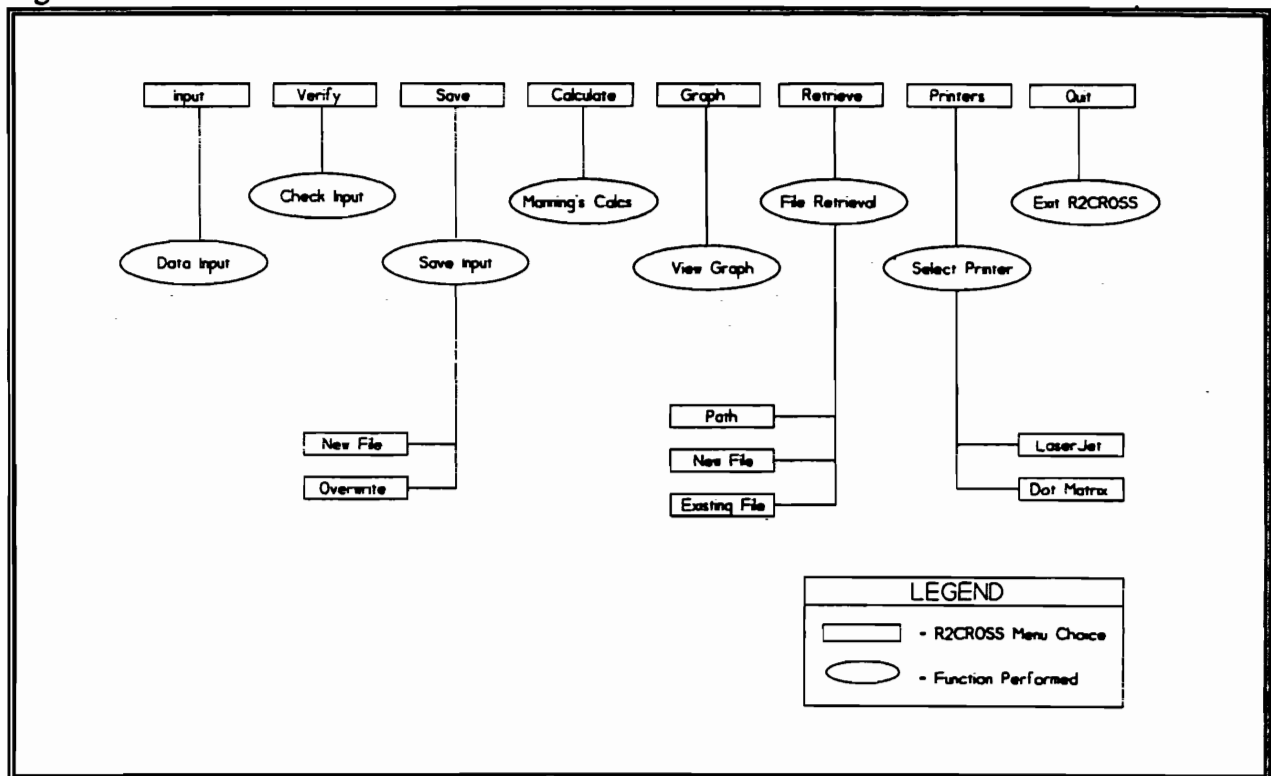 input Verify Save Calculate Graph Retrieve Printers Quit
Check Input Manning's Calcs File Retrieval Exit R2CROSS
Data Input Save Input View Graph Select Printer
Path
New File LaserJet
New File
Overwrite Dot Matrix
Existing File
LEGEND
- R2CROSS Menu Choice
- Function Performed